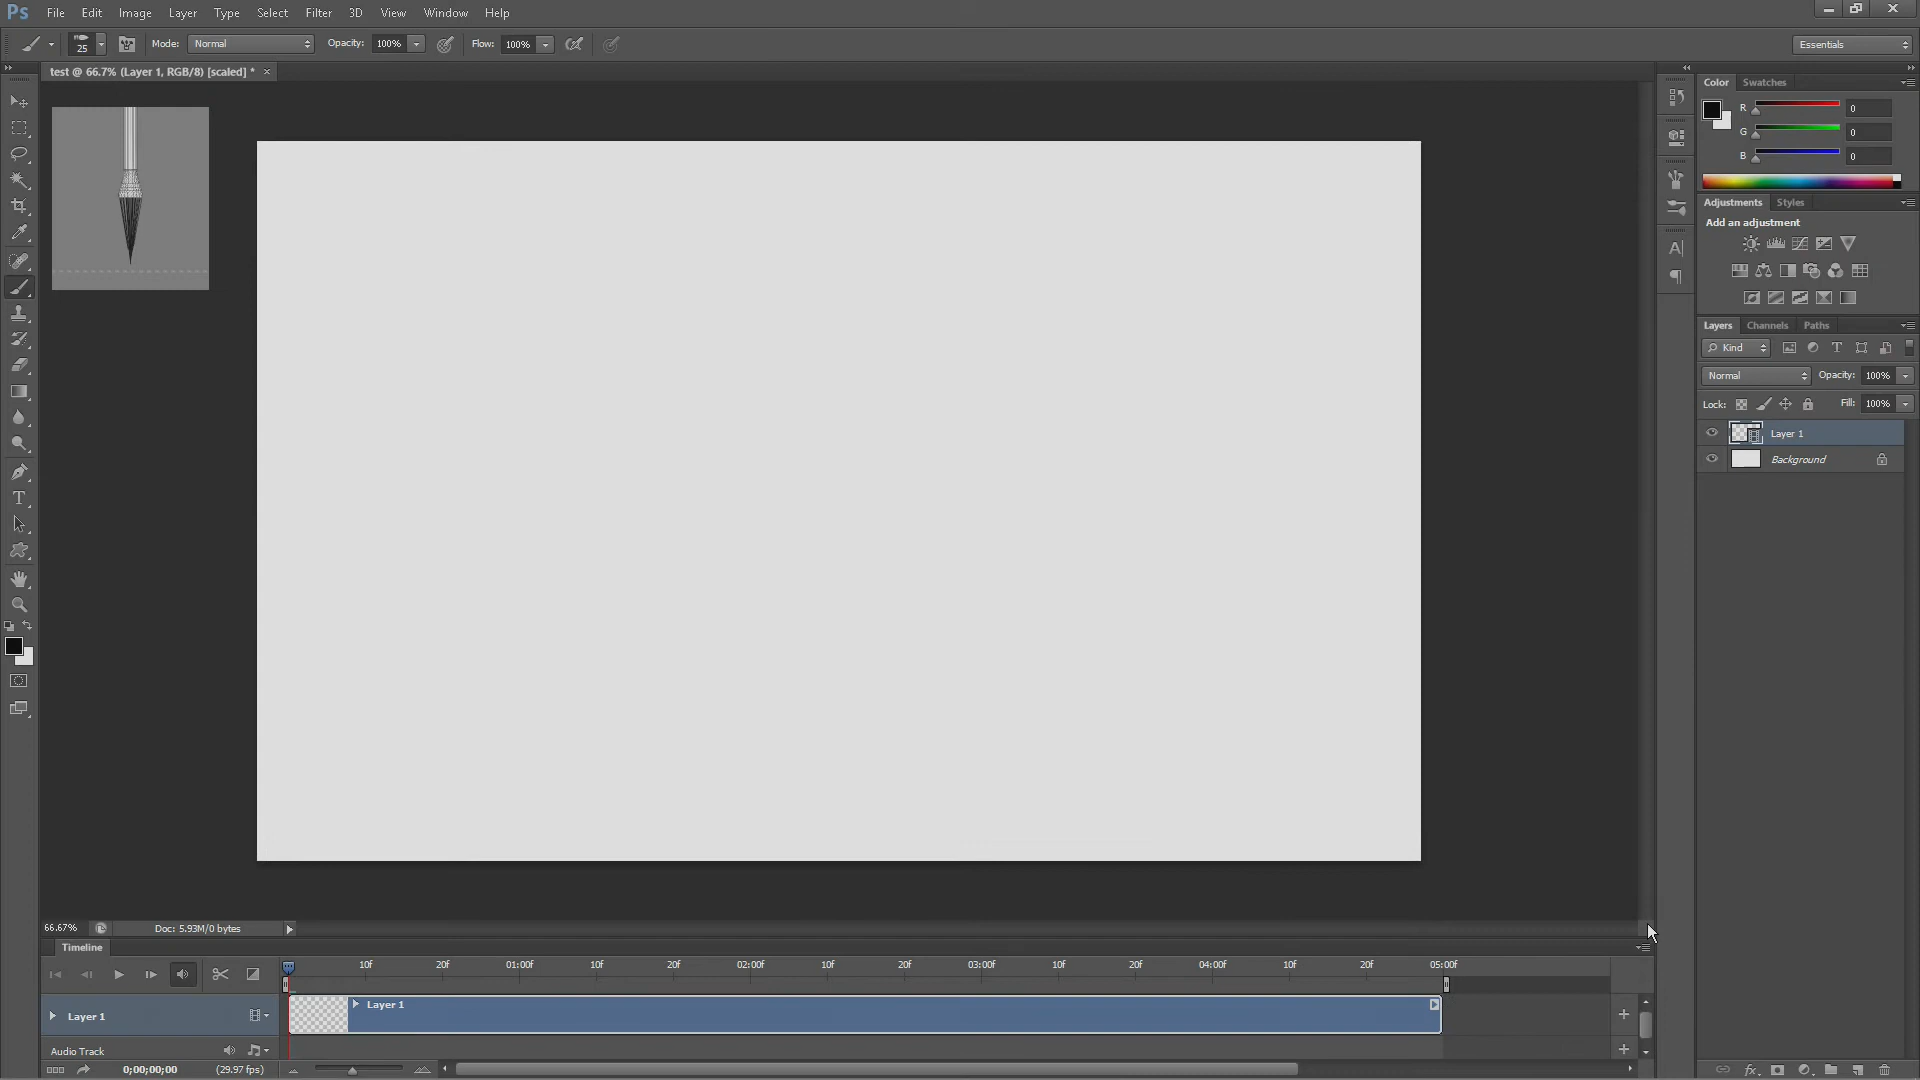 Ps File Edit Image Layer Type Select Filter 3D View Window Help
25 Mode: Normal Opacity: 100% Flow: 100% Essentials
test @ 66.7% (Layer 1, RGB/8) [scaled] * ×
Color Swatches
R 0
G 0
B 0
Adjustments Styles
Add an adjustment
Layers Channels Paths
Kind
Normal Opacity: 100%
Lock: Fill: 100%
Layer 1
Background
66.67% Doc: 5.93M/0 bytes
Timeline
10f 20f 01:00f 10f 20f 02:00f 10f 20f 03:00f 10f 20f 04:00f 10f 20f 05:00f
Layer 1
Layer 1
Audio Track
0;00;00;00 (29.97 fps)
fx